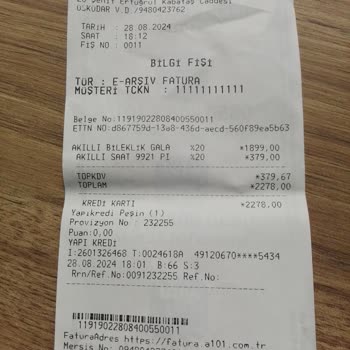 ÜSKÜDAR V.D./9480423762
TARİH : 28.08.2024
SAAT : 18:12
FİŞ NO : 0011
BİLGİ FİŞİ
TÜR : E-ARŞİV FATURA
MÜŞTERİ TCKN : 11111111111
Belge No:1191902280840055​0011
ETTN NO:d867759d-13a8-436d-aecd-560f89ea5b63
AKILLI BİLEKLİK GALA %20 *1899,00
AKILLI SAAT 9921 Pİ %20 *379,00
TOPKDV *379,67
TOPLAM *2278,00
KREDİ KARTI *2278,00
Yapıkredi Peşin (1)
Provizyon No : 232255
Puan:0,00
YAPI KREDİ
I:2601326468 T:0024618A 49120670****5434
28.08.2024 18:01 B:66 S:3
Rrn/Ref.No:0091232255 Ref.No:
11919022808400550011
FaturaAdres https://fatura.a101.com.tr